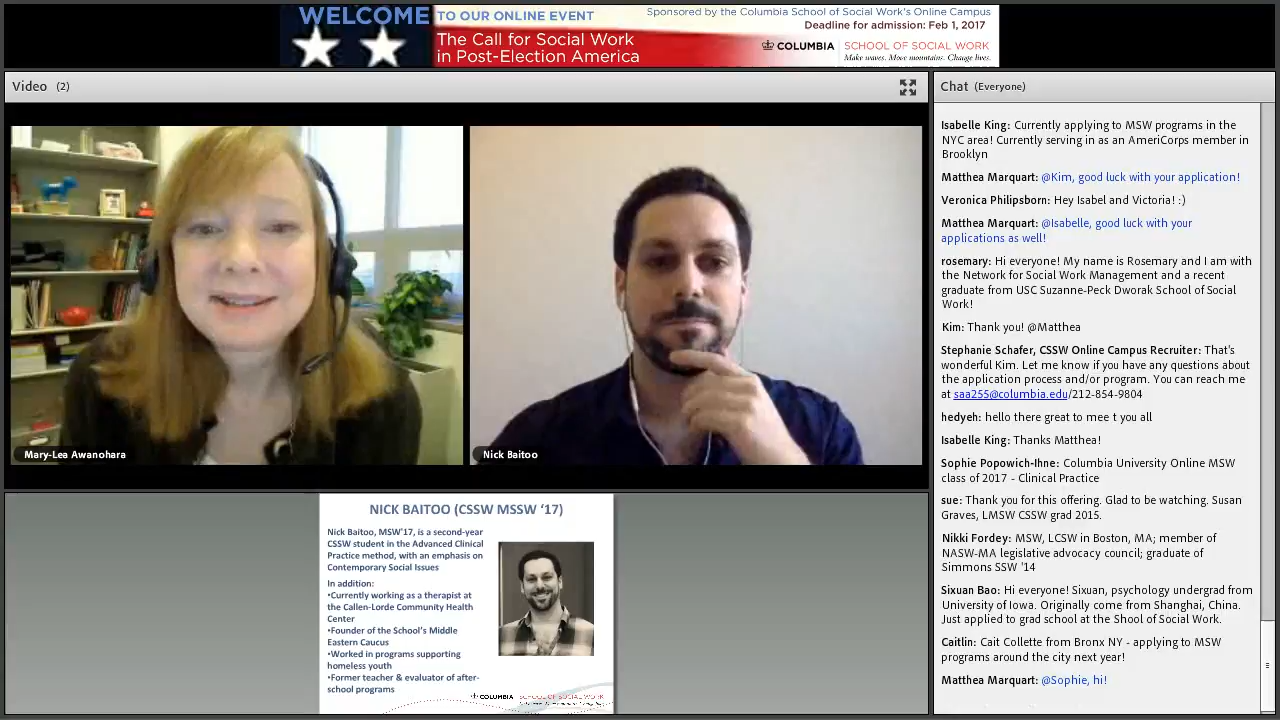 WELCOME TO OUR ONLINE EVENT
The Call for Social Work
in Post-Election America
Sponsored by the Columbia School of Social Work's Online Campus
Deadline for admission: Feb 1, 2017
COLUMBIA SCHOOL OF SOCIAL WORK
Make waves. Move mountains. Change lives.
Video (2)
Mary-Lea Awanohara
Nick Baitoo
NICK BAITOO (CSSW MSSW ‘17)
Nick Baitoo, MSW’17, is a second-year
CSSW student in the Advanced Clinical
Practice method, with an emphasis on
Contemporary Social Issues
In addition:
•Currently working as a therapist at
the Callen-Lorde Community Health
Center
•Founder of the School’s Middle
Eastern Caucus
•Worked in programs supporting
homeless youth
•Former teacher & evaluator of after-
school programs
COLUMBIA SCHOOL OF SOCIAL WORK
Chat (Everyone)
Isabelle King: Currently applying to MSW programs in the
NYC area! Currently serving in as an AmeriCorps member in
Brooklyn
Matthea Marquart: @Kim, good luck with your application!
Veronica Philipsborn: Hey Isabel and Victoria! :)
Matthea Marquart: @Isabelle, good luck with your
applications as well!
rosemary: Hi everyone! My name is Rosemary and I am with
the Network for Social Work Management and a recent
graduate from USC Suzanne-Peck Dworak School of Social
Work!
Kim: Thank you! @Matthea
Stephanie Schafer, CSSW Online Campus Recruiter: That's
wonderful Kim. Let me know if you have any questions about
the application process and/or program. You can reach me
at saa255@columbia.edu/212-854-9804
hedyeh: hello there great to mee t you all
Isabelle King: Thanks Matthea!
Sophie Popowich-Ihne: Columbia University Online MSW
class of 2017 - Clinical Practice
sue: Thank you for this offering. Glad to be watching. Susan
Graves, LMSW CSSW grad 2015.
Nikki Fordey: MSW, LCSW in Boston, MA; member of
NASW-MA legislative advocacy council; graduate of
Simmons SSW '14
Sixuan Bao: Hi everyone! Sixuan, psychology undergrad from
University of Iowa. Originally come from Shanghai, China.
Just applied to grad school at the Shool of Social Work.
Caitlin: Cait Collettefrom Bronx NY - applying to MSW
programs around the city next year!
Matthea Marquart: @Sophie, hi!